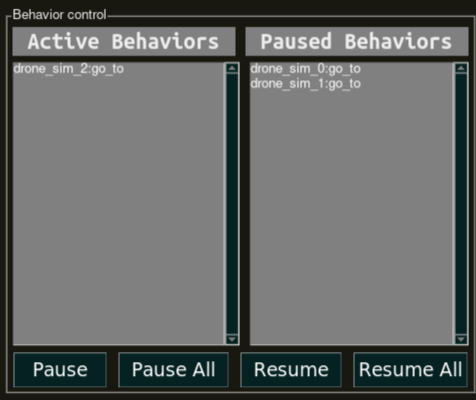 Behavior control
Active Behaviors
Paused Behaviors
drone_sim_2:go_to
drone_sim_0:go_to
drone_sim_1:go_to
Pause
Pause All
Resume
Resume All